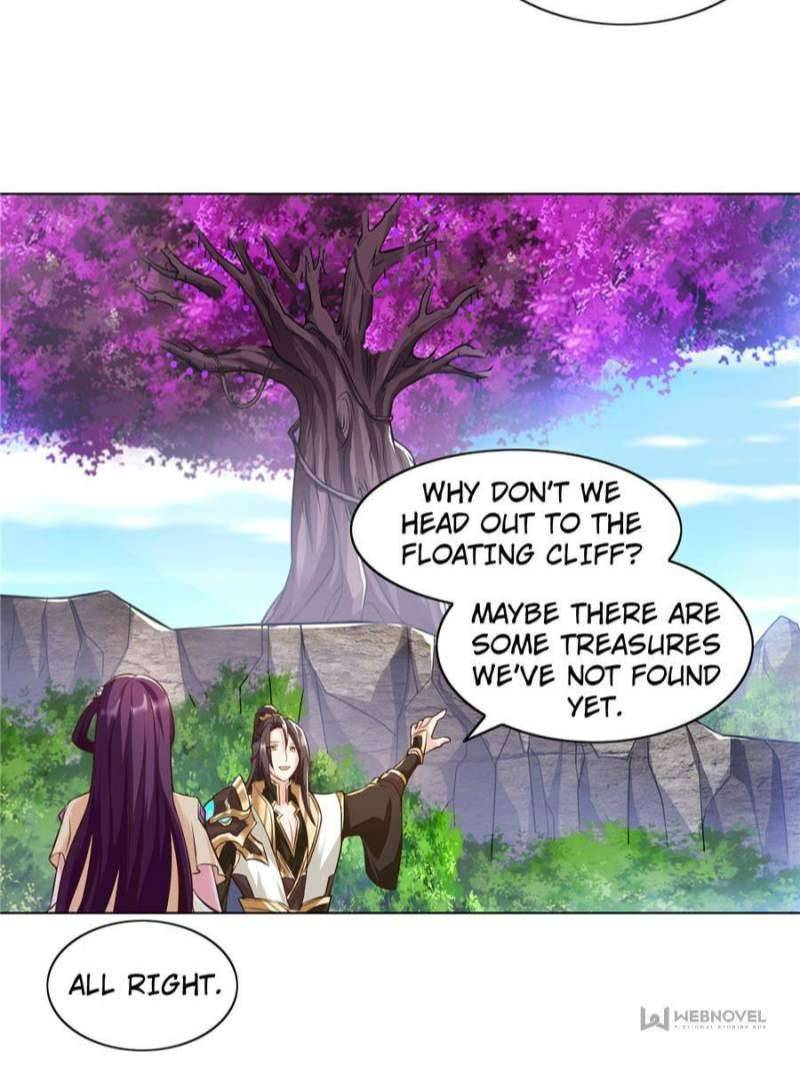 WHY DON'T WE
HEAD OUT TO THE
FLOATING CLIFF?
MAYBE THERE ARE
SOME TREASURES
WE'VE NOT FOUND
YET.
ALL RIGHT.
WEBNOVEL